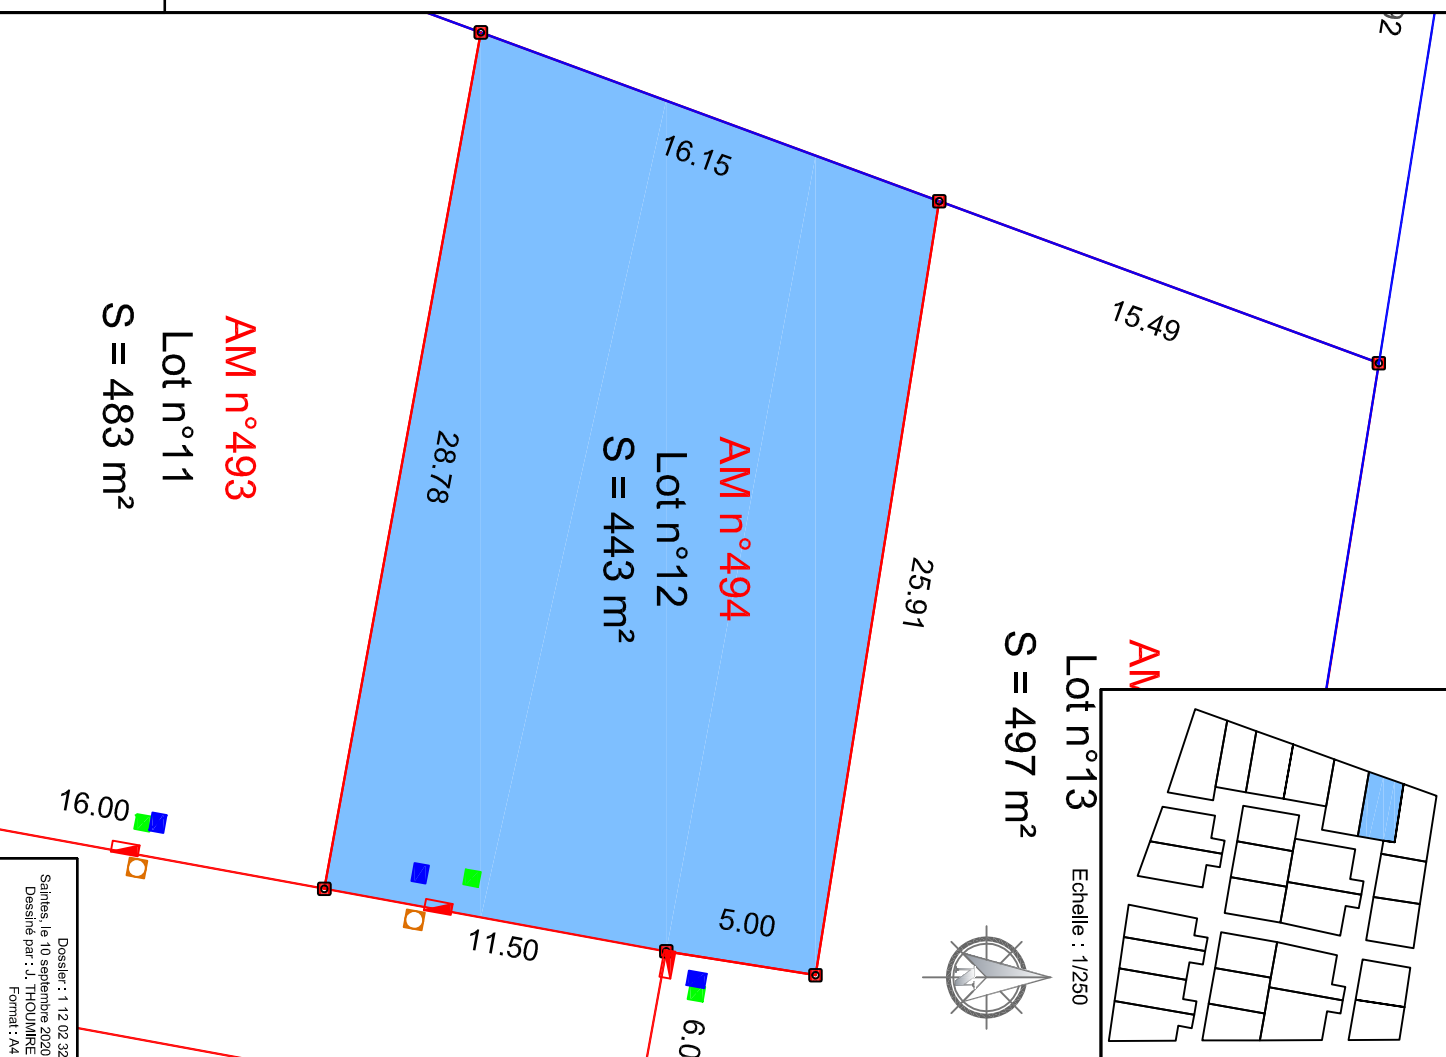 16.15
15.49
AM n°493
Lot n°11
S = 483 m²
28.78
AM n°494
Lot n°12
S = 443 m²
25.91
Lot n°13
S = 497 m²
16.00
11.50
5.00
Echelle : 1/250
N
Dossier : 1 12 02 32
Saintes, le 10 septembre 2020
Dessiné par : J. THOUMIRE
Format : A4